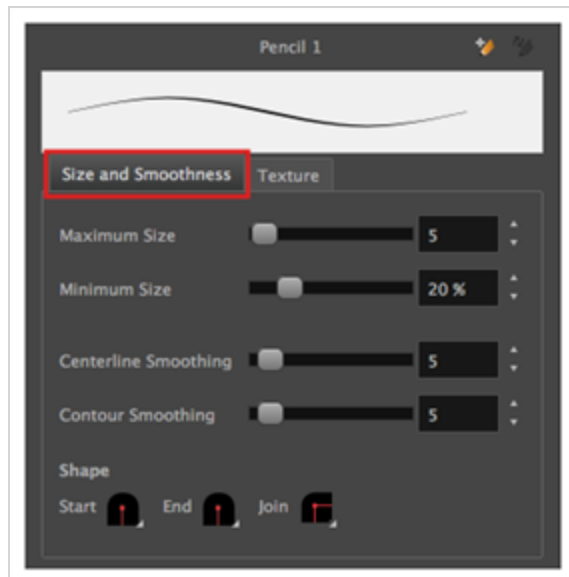 Pencil 1
Size and Smoothness Texture
Maximum Size 5
Minimum Size 20 %
Centerline Smoothing 5
Contour Smoothing 5
Shape
Start End Join